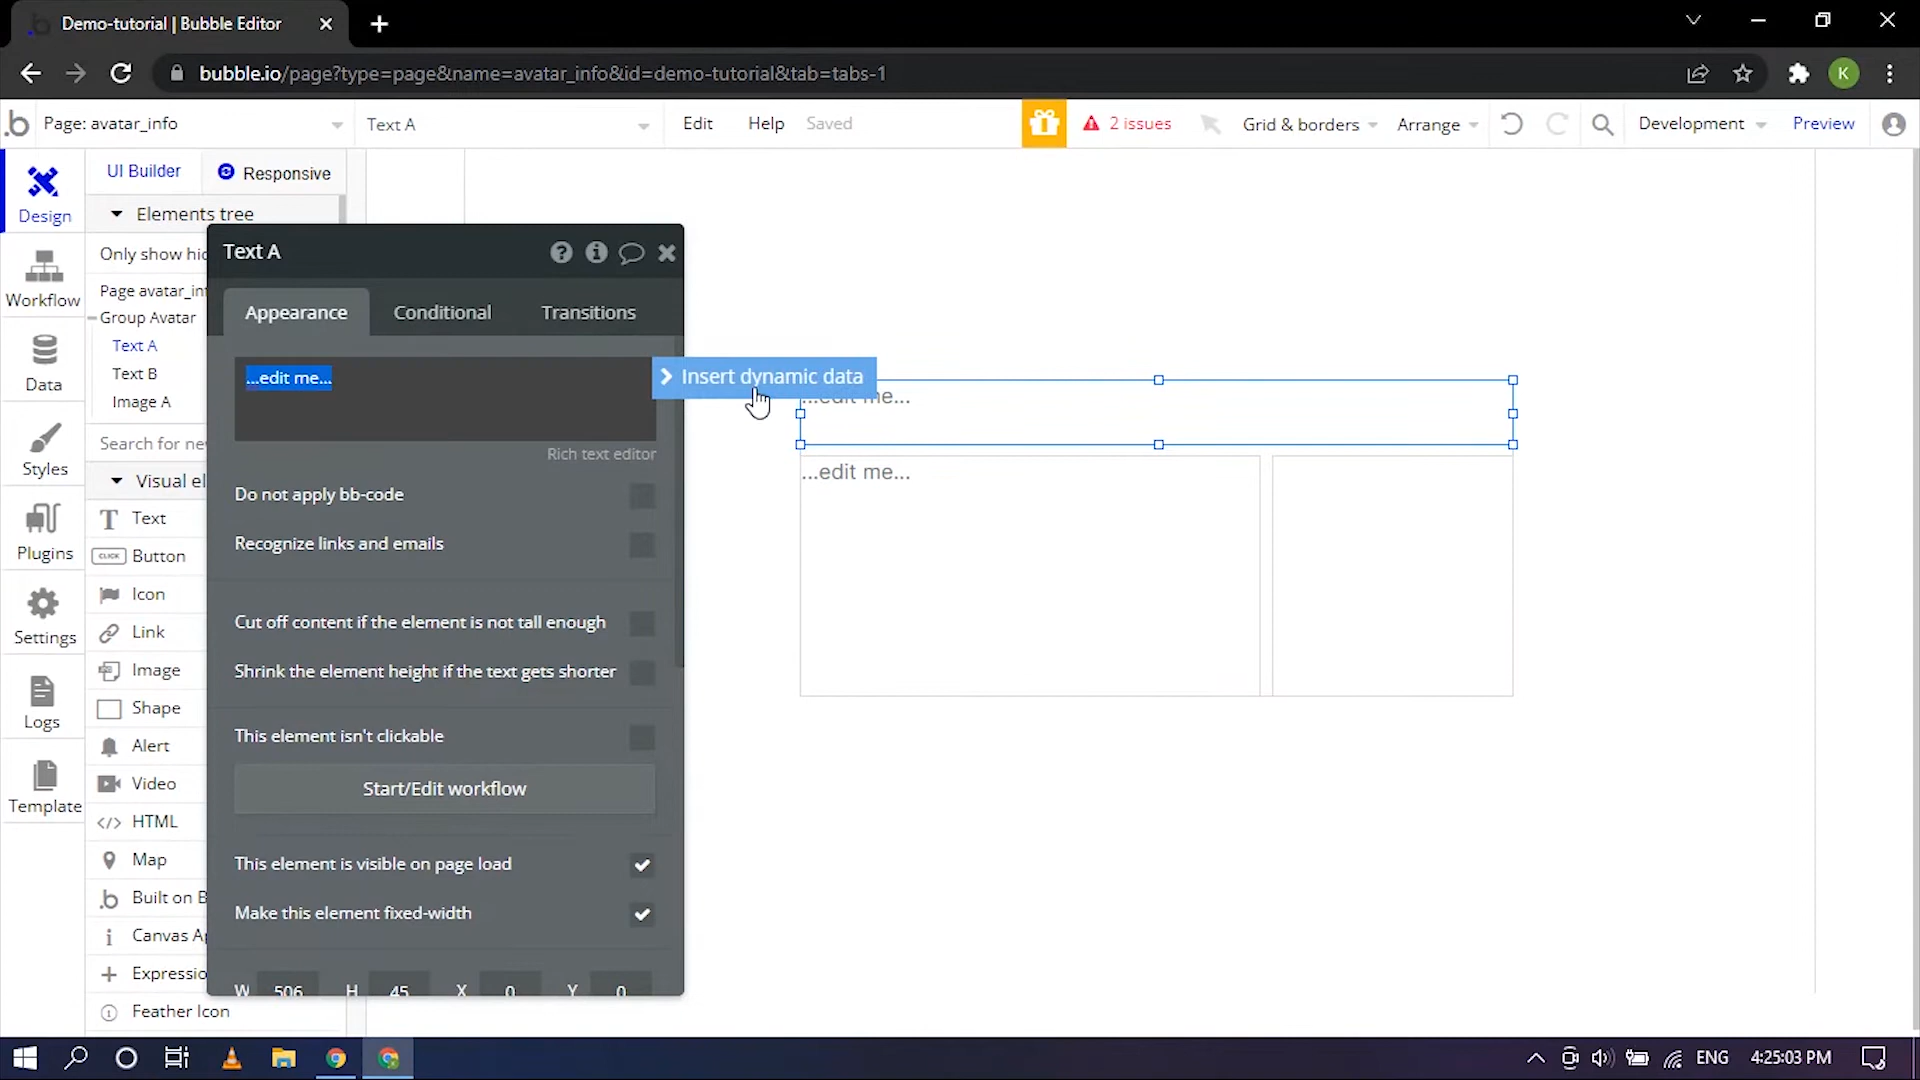 Demo-tutorial | Bubble Editor
bubble.io/page?type=page&name=avatar_info&id=demo-tutorial&tab=tabs-1
K
Page: avatar_info
Text A
Edit
Help
Saved
2 issues
Grid & borders
Arrange
Development
Preview
UI Builder
Responsive
Design
Elements tree
Only show hid
Page avatar_inf
Group Avatar
Text A
Text B
Image A
Search for new
Visual el
Text
Button
CLICK
Icon
Link
Image
Shape
Alert
Video
HTML
Map
Built on B
Canvas Ap
Expressio
Feather Icon
Workflow
Data
Styles
Plugins
Settings
Logs
Template
Text A
Appearance
Conditional
Transitions
...edit me...
Insert dynamic data
Rich text editor
Do not apply bb-code
Recognize links and emails
Cut off content if the element is not tall enough
Shrink the element height if the text gets shorter
This element isn't clickable
Start/Edit workflow
This element is visible on page load
Make this element fixed-width
W 506 H 45 X 0 Y 0
...edit me...
...edit me...
ENG
4:25:03 PM